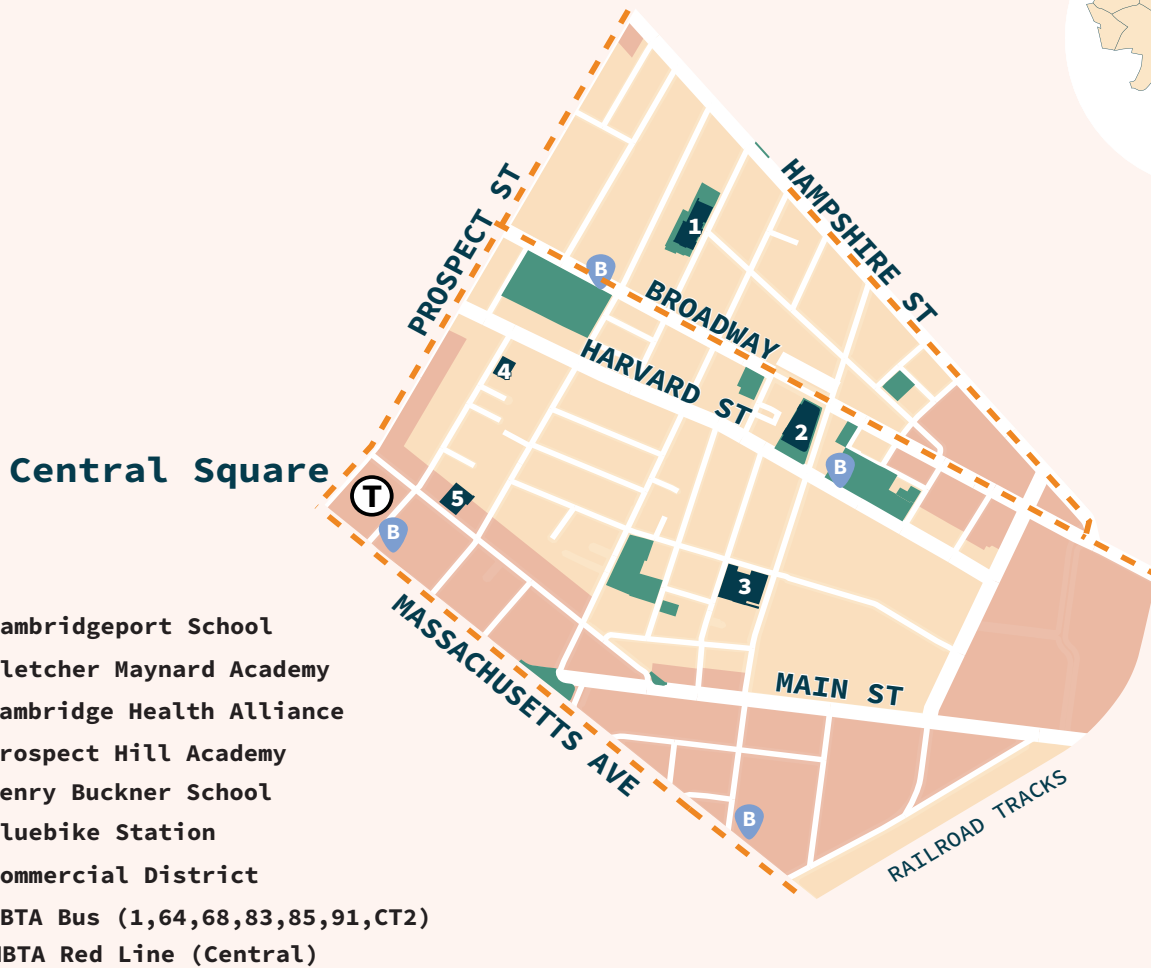 PROSPECT ST
HAMPSHIRE ST
1
B
BROADWAY
HARVARD ST
4
2
B
Central Square
T
5
B
3
MASSACHUSETTS AVE
MAIN ST
RAILROAD TRACKS
B
ambridgeport School
letcher Maynard Academy
ambridge Health Alliance
rospect Hill Academy
enry Buckner School
luebike Station
ommercial District
BTA Bus (1,64,68,83,85,91,CT2)
MBTA Red Line (Central)